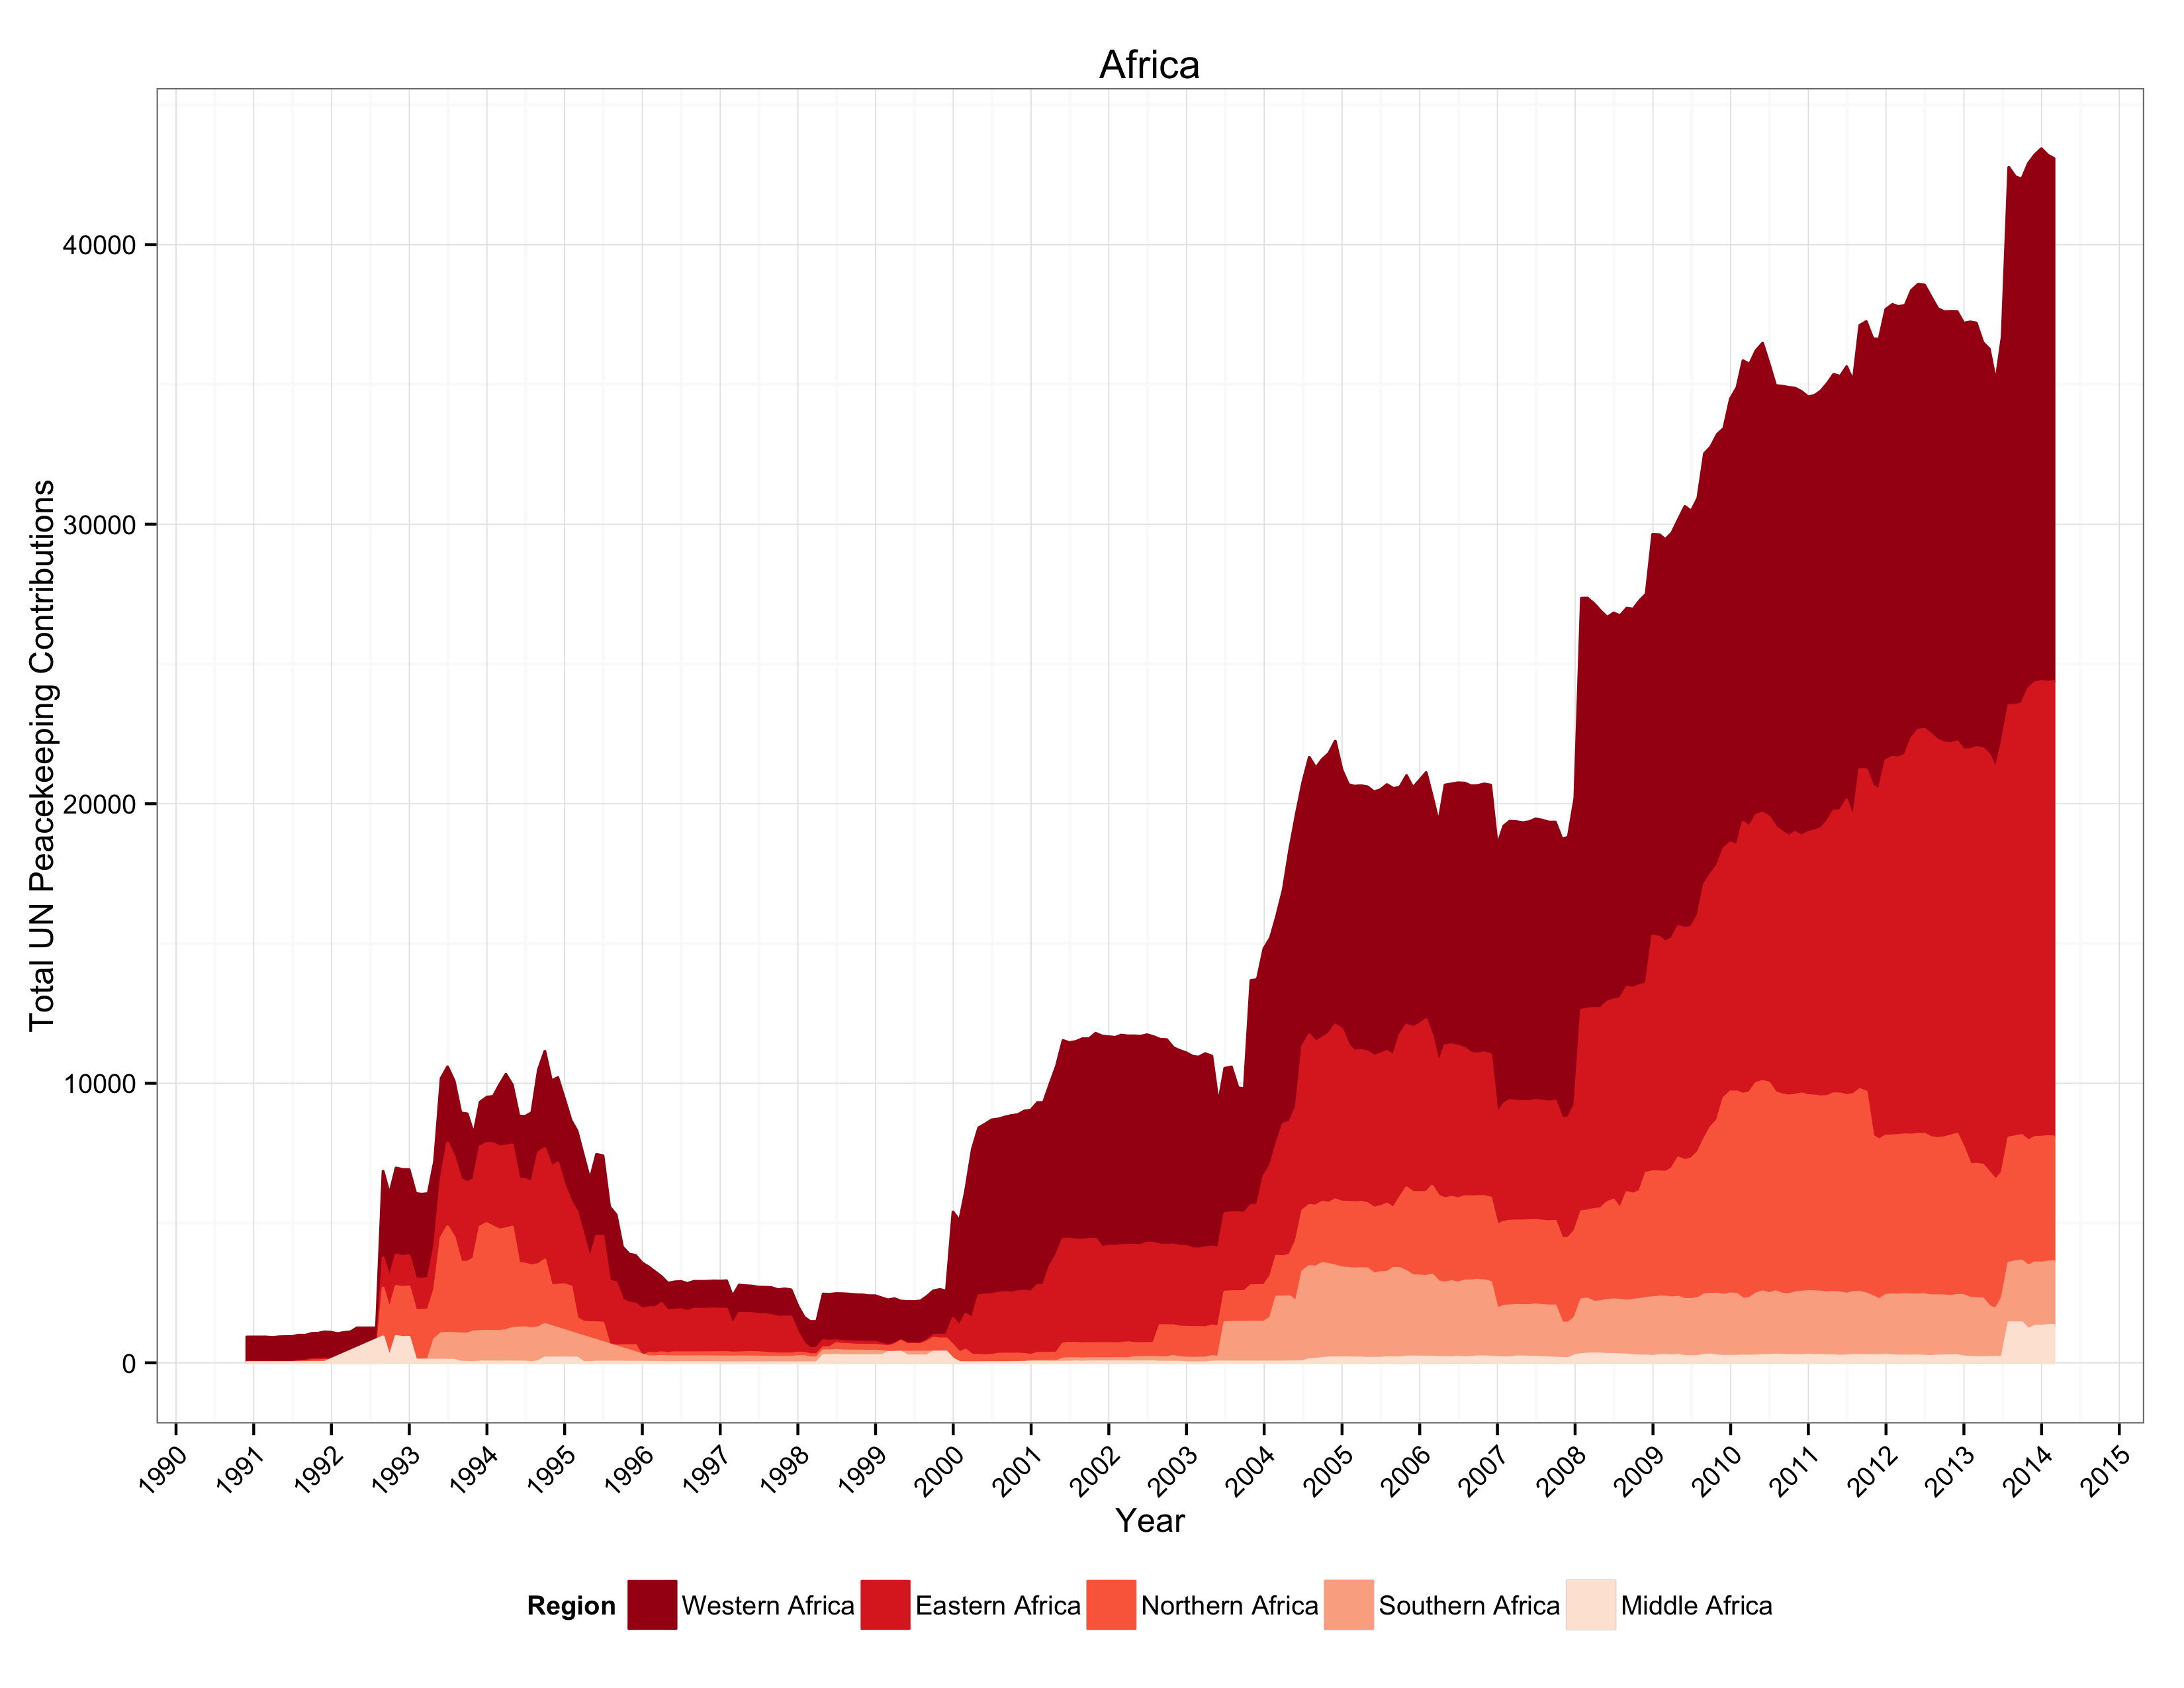 Africa
Total UN Peacekeeping Contributions
40000
30000
20000
10000
0
1990 1991 1992 1993 1994 1995 1996 1997 1998 1999 2000 2001 2002 2003 2004 2005 2006 2007 2008 2009 2010 2011 2012 2013 2014 2015
Year
Region Western Africa Eastern Africa Northern Africa Southern Africa Middle Africa